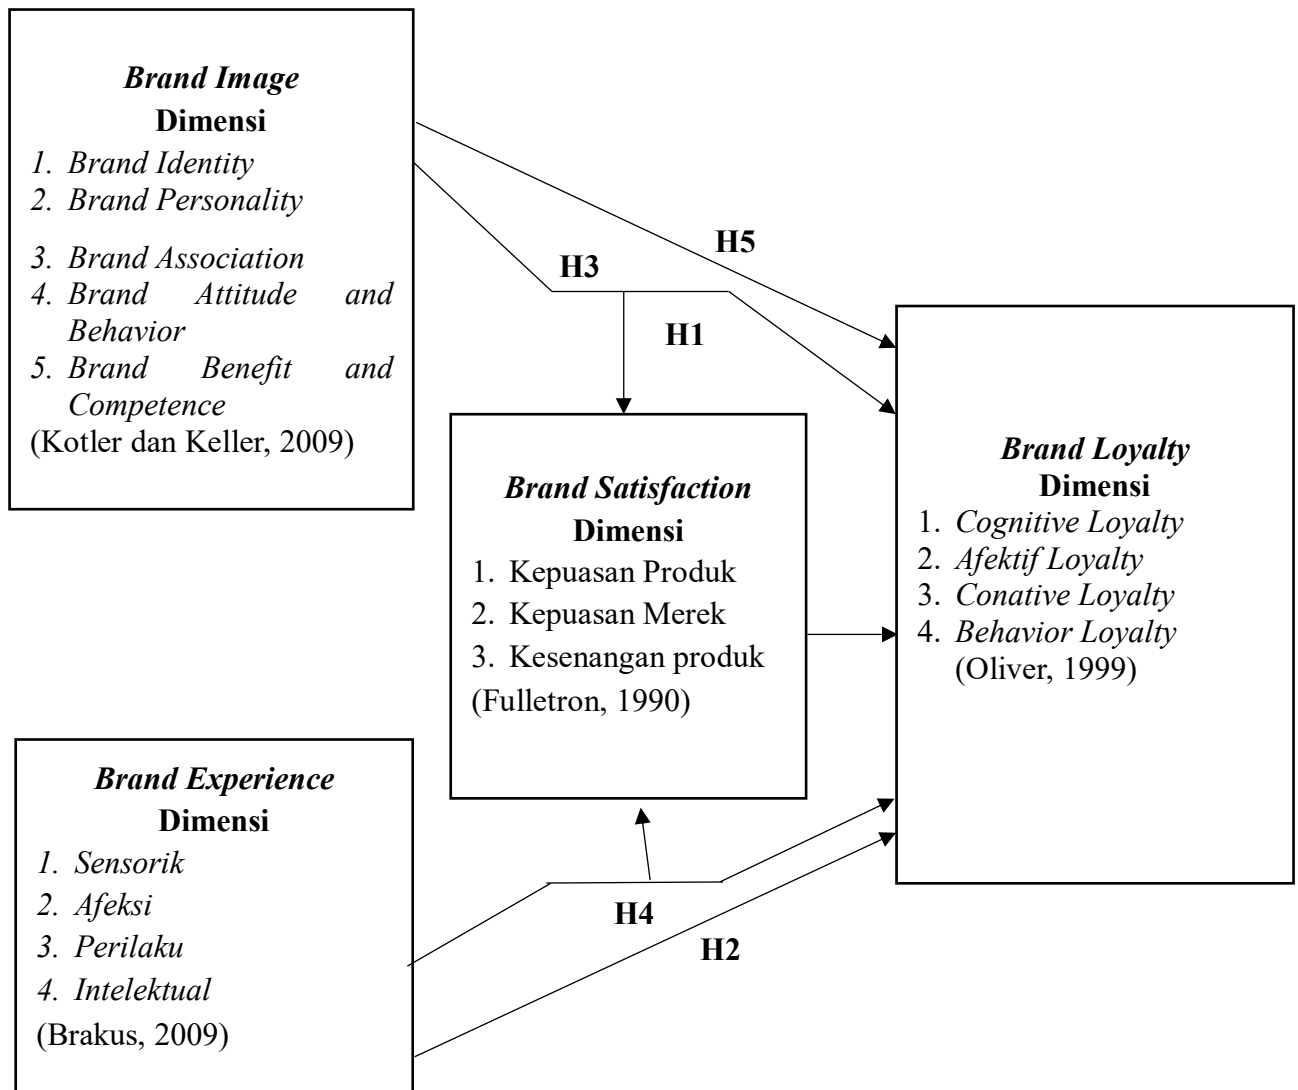 Brand Image
Dimensi
1. Brand Identity
2. Brand Personality
3. Brand Association
4. Brand Attitude and
Behavior
5. Brand Benefit and
Competence
(Kotler dan Keller, 2009)
H5
H3
H1
Brand Satisfaction
Dimensi
1. Kepuasan Produk
2. Kepuasan Merek
3. Kesenangan produk
(Fulletron, 1990)
Brand Loyalty
Dimensi
1. Cognitive Loyalty
2. Afektif Loyalty
3. Conative Loyalty
4. Behavior Loyalty
(Oliver, 1999)
Brand Experience
Dimensi
1. Sensorik
2. Afeksi
3. Perilaku
4. Intelektual
(Brakus, 2009)
H4
H2